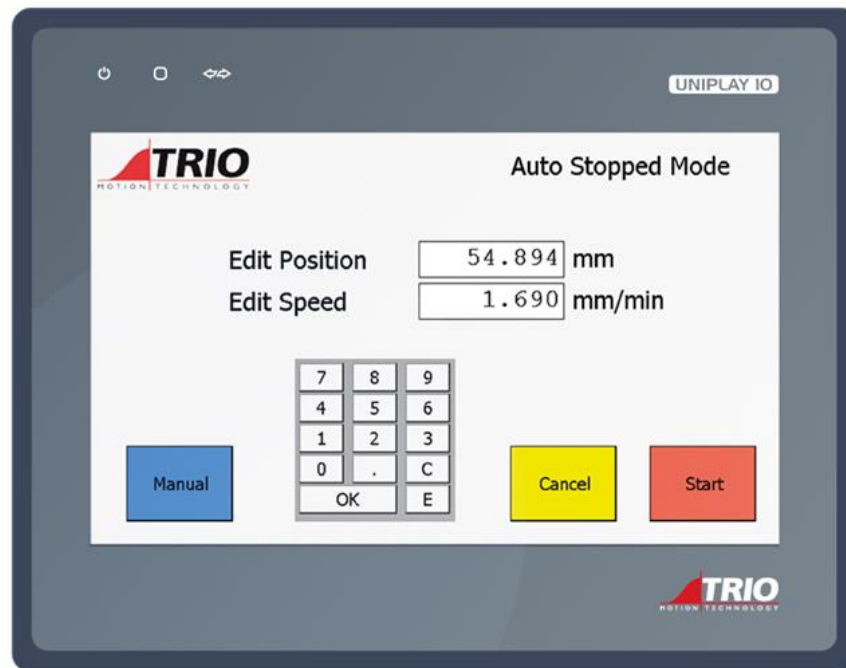 UNIPLAY IO
TRIO
MOTION TECHNOLOGY
Auto Stopped Mode
Edit Position 54.894 mm
Edit Speed 1.690 mm/min
7 8 9
4 5 6
1 2 3
0 . C
OK E
Manual
Cancel
Start
TRIO
MOTION TECHNOLOGY